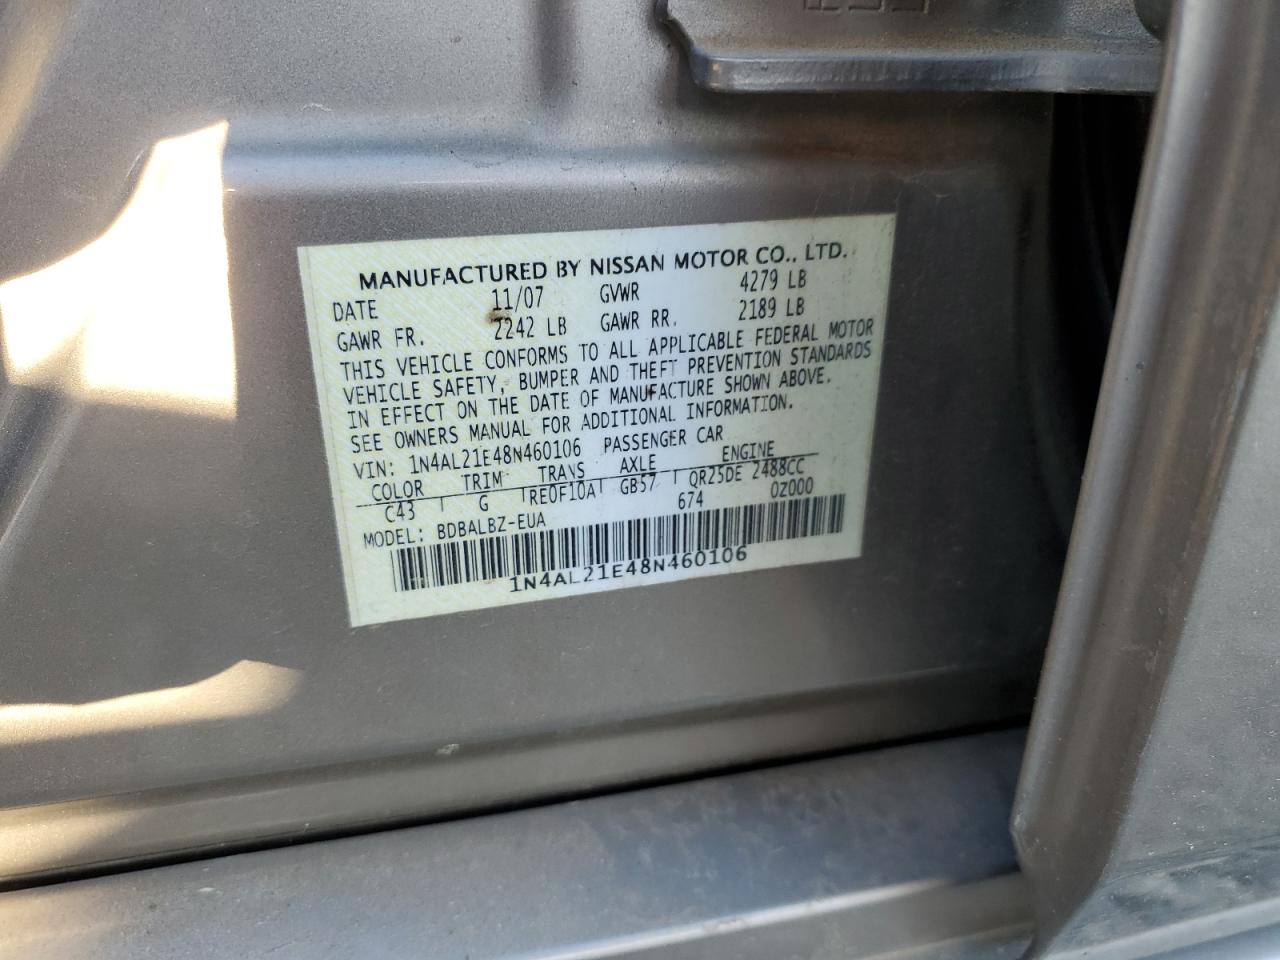 MANUFACTURED BY NISSAN MOTOR CO., LTD.
DATE 11/07 GVWR 4279 LB
GAWR FR. 2242 LB GAWR RR. 2189 LB
THIS VEHICLE CONFORMS TO ALL APPLICABLE FEDERAL MOTOR
VEHICLE SAFETY, BUMPER AND THEFT PREVENTION STANDARDS
IN EFFECT ON THE DATE OF MANUFACTURE SHOWN ABOVE.
SEE OWNERS MANUAL FOR ADDITIONAL INFORMATION.
VIN: 1N4AL21E48N460106 PASSENGER CAR
COLOR TRIM TRANS AXLE ENGINE
C43 G RE0F10A GB57 QR25DE 2488CC
MODEL: BDBALBZ-EUA 674 0Z000
1N4AL21E48N460106